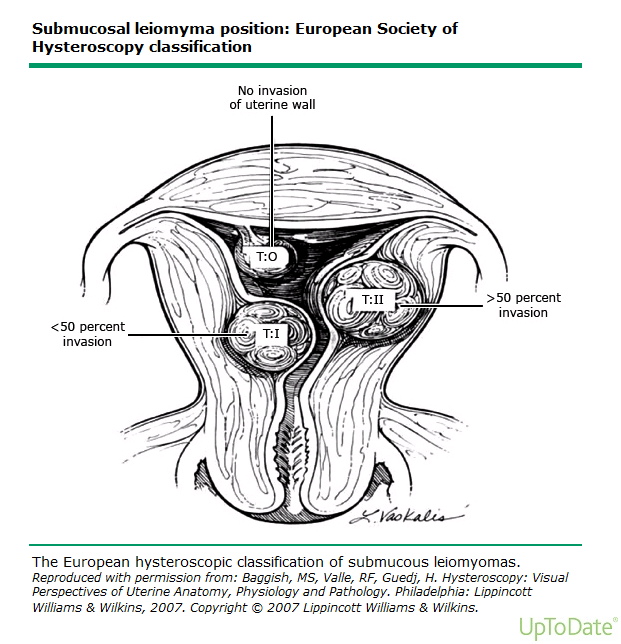 Submucosal leiomyma position: European Society of
Hysteroscopy classification
No invasion
of uterine wall
T:O
T:II
>50 percent
invasion
<50 percent
invasion
T:I
L. Vaskalis
The European hysteroscopic classification of submucous leiomyomas.
Reproduced with permission from: Baggish, MS, Valle, RF, Guedj, H. Hysteroscopy: Visual
Perspectives of Uterine Anatomy, Physiology and Pathology. Philadelphia: Lippincott
Williams & Wilkins, 2007. Copyright © 2007 Lippincott Williams & Wilkins.
UpToDate®